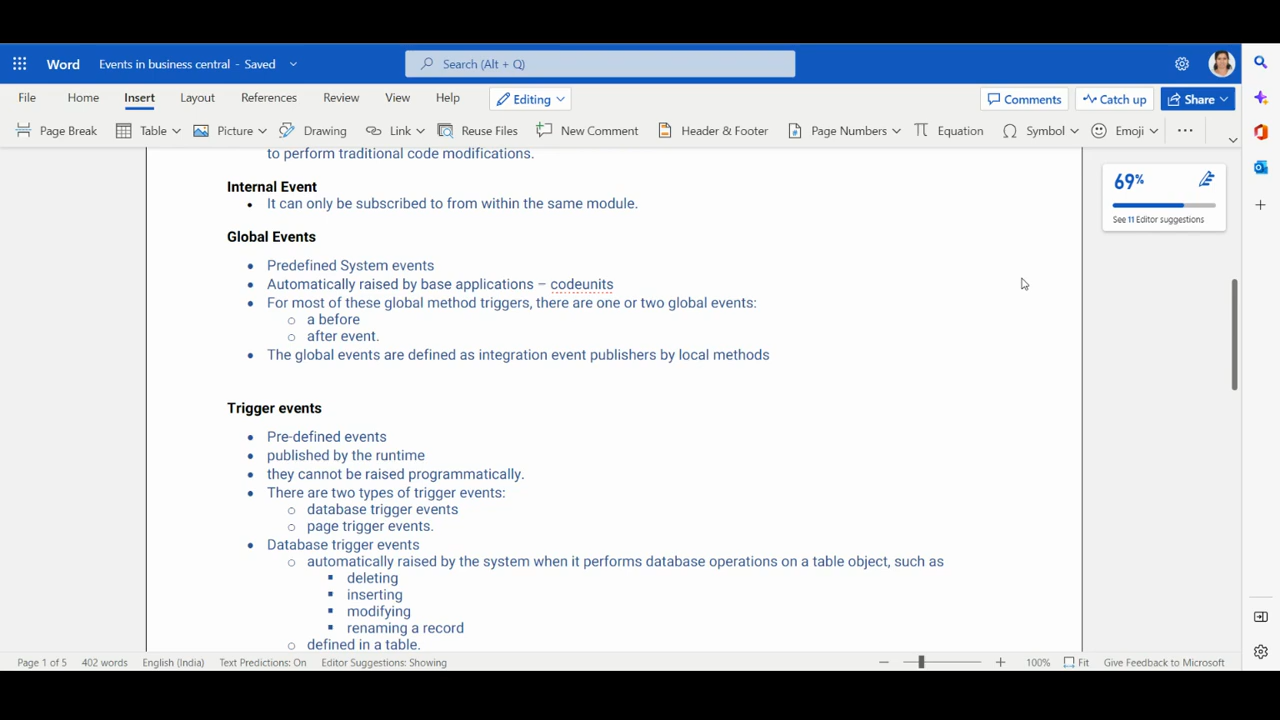 Word
Events in business central - Saved
Search (Alt + Q)
File Home Insert Layout References Review View Help Editing Comments Catch up Share
Page Break Table Picture Drawing Link Reuse Files New Comment Header & Footer Page Numbers Equation Symbol Emoji
to perform traditional code modifications.
Internal Event
• It can only be subscribed to from within the same module.
Global Events
• Predefined System events
• Automatically raised by base applications – codeunits
• For most of these global method triggers, there are one or two global events:
○ a before
○ after event.
• The global events are defined as integration event publishers by local methods
Trigger events
• Pre-defined events
• published by the runtime
• they cannot be raised programmatically.
• There are two types of trigger events:
○ database trigger events
○ page trigger events.
• Database trigger events
○ automatically raised by the system when it performs database operations on a table object, such as
▪ deleting
▪ inserting
▪ modifying
▪ renaming a record
○ defined in a table.
69%
See 11 Editor suggestions
Page 1 of 5 402 words English (India) Text Predictions: On Editor Suggestions: Showing 100% Fit Give Feedback to Microsoft